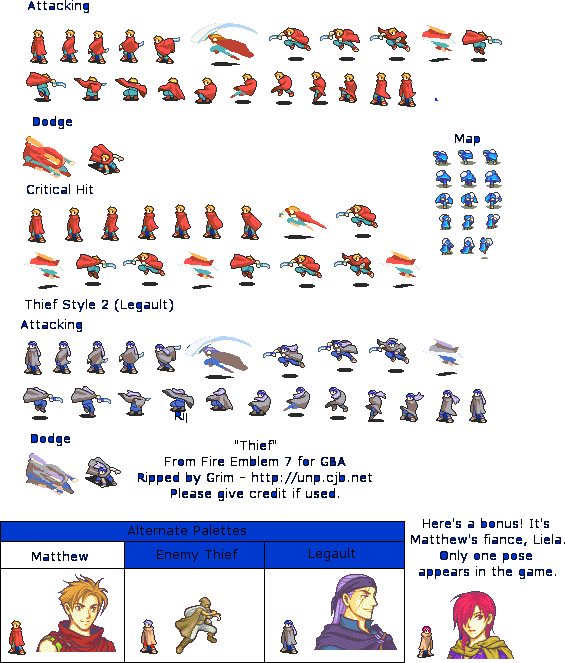 Attacking
Dodge
Map
Critical Hit
Thief Style 2 (Legault)
Attacking
Dodge
"Thief"
From Fire Emblem 7 for GBA
Ripped by Grim - http://unp.cjb.net
Please give credit if used.
Here's a bonus! It's
Matthew's fiance, Liela.
Only one pose
appears in the game.
Alternate Palettes
Matthew
Enemy Thief
Legault